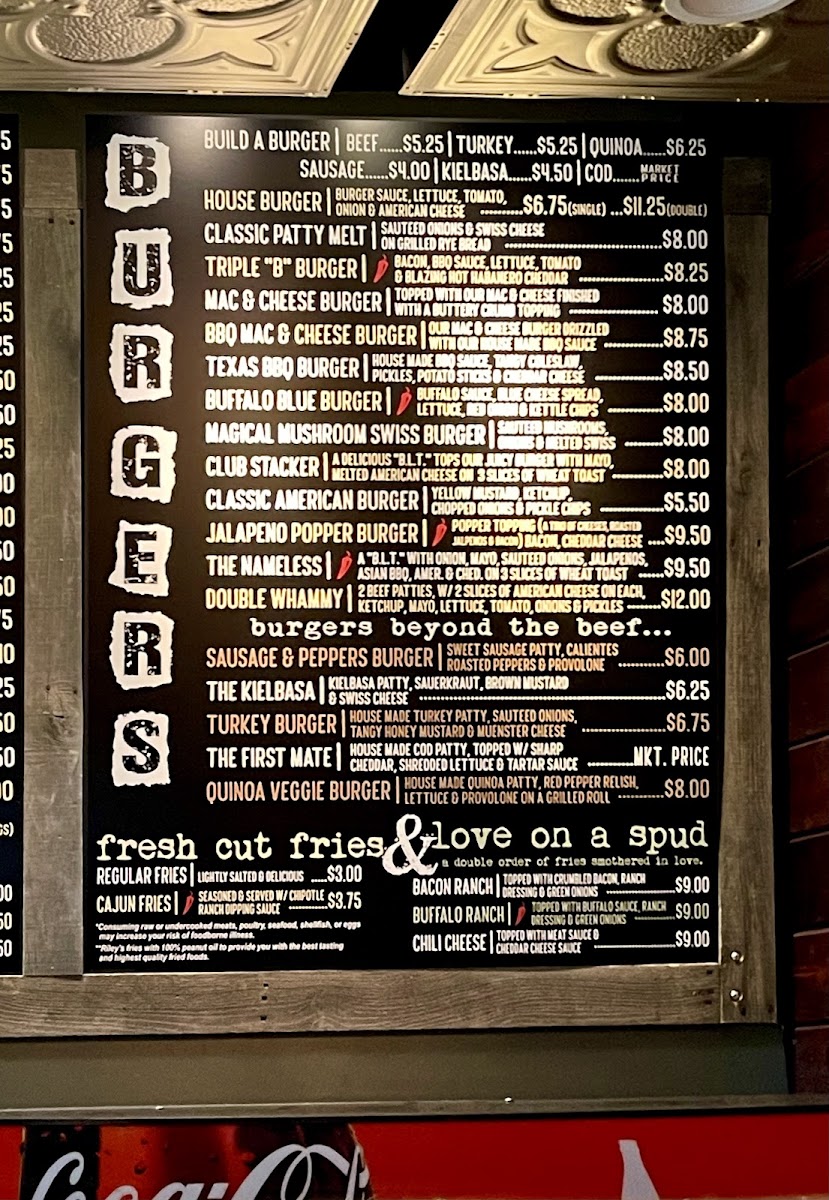 BURGERS
BUILD A BURGER | BEEF......$5.25 | TURKEY.....$5.25 | QUINOA......$6.25
SAUSAGE......$4.00 | KIELBASA......$4.50 | COD....... MARKET PRICE
HOUSE BURGER | BURGER SAUCE, LETTUCE, TOMATO,
ONION & AMERICAN CHEESE ..........$6.75 (SINGLE) ...$11.25 (DOUBLE)
CLASSIC PATTY MELT | SAUTEED ONIONS & SWISS CHEESE
ON GRILLED RYE BREAD ........$8.00
TRIPLE "B" BURGER | BACON, BBQ SAUCE, LETTUCE, TOMATO
& BLAZING HOT HABANERO CHEDDAR ........$8.25
MAC & CHEESE BURGER | TOPPED WITH OUR MAC & CHEESE FINISHED
WITH A BUTTERY CRUMB TOPPING ........$8.00
BBQ MAC & CHEESE BURGER | OUR MAC & CHEESE BURGER DRIZZLED
WITH OUR HOUSE MADE BBQ SAUCE ........$8.75
TEXAS BBQ BURGER | HOUSE MADE BBQ SAUCE, TANGY COLESLAW,
PICKLES, POTATO STICKS & CHEDDAR CHEESE ........$8.50
BUFFALO BLUE BURGER | BUFFALO SAUCE, BLUE CHEESE SPREAD,
LETTUCE, RED ONION & KETTLE CHIPS ........$8.00
MAGICAL MUSHROOM SWISS BURGER | SAUTEED MUSHROOMS,
ONIONS & MELTED SWISS ........$8.00
CLUB STACKER | A DELICIOUS "B.L.T." TOPS OUR JUICY BURGER WITH MAYO,
MELTED AMERICAN CHEESE ON 3 SLICES OF WHEAT TOAST ........$8.00
CLASSIC AMERICAN BURGER | YELLOW MUSTARD, KETCHUP,
CHOPPED ONIONS & PICKLE CHIPS ........$5.50
JALAPENO POPPER BURGER | POPPER TOPPING (A TRIO OF CHEESES, ROASTED
JALPENOS & BACON) BACON, CHEDDAR CHEESE ....$9.50
THE NAMELESS | A "B.L.T." WITH ONION, MAYO, SAUTEED ONIONS, JALAPENOS,
ASIAN BBQ, AMER. & CHED. ON 3 SLICES OF WHEAT TOAST ......$9.50
DOUBLE WHAMMY | 2 BEEF PATTIES, W/ 2 SLICES OF AMERICAN CHEESE ON EACH,
KETCHUP, MAYO, LETTUCE, TOMATO, ONIONS & PICKLES ........$12.00
burgers beyond the beef...
SAUSAGE & PEPPERS BURGER | SWEET SAUSAGE PATTY, CALIENTES
ROASTED PEPPERS & PROVOLONE ........$6.00
THE KIELBASA | KIELBASA PATTY, SAUERKRAUT, BROWN MUSTARD
& SWISS CHEESE ........$6.25
TURKEY BURGER | HOUSE MADE TURKEY PATTY, SAUTEED ONIONS,
TANGY HONEY MUSTARD & MUENSTER CHEESE ........$6.75
THE FIRST MATE | HOUSE MADE COD PATTY, TOPPED W/ SHARP
CHEDDAR, SHREDDED LETTUCE & TARTAR SAUCE ........MKT. PRICE
QUINOA VEGGIE BURGER | HOUSE MADE QUINOA PATTY, RED PEPPER RELISH,
LETTUCE & PROVOLONE ON A GRILLED ROLL ........$8.00
fresh cut fries & love on a spud
a double order of fries smothered in love.
REGULAR FRIES | LIGHTLY SALTED & DELICIOUS .....$3.00
CAJUN FRIES | SEASONED & SERVED W/ CHIPOTLE
RANCH DIPPING SAUCE ........$3.75
*Consuming raw or undercooked meats, poultry, seafood, shellfish, or eggs
may increase your risk of foodborne illness.
**Riley's fries with 100% peanut oil to provide you with the best tasting
and highest quality fried foods.
BACON RANCH | TOPPED WITH CRUMBLED BACON, RANCH
DRESSING & GREEN ONIONS ........$9.00
BUFFALO RANCH | TOPPED WITH BUFFALO SAUCE, RANCH
DRESSING & GREEN ONIONS ........$9.00
CHILI CHEESE | TOPPED WITH MEAT SAUCE &
CHEDDAR CHEESE SAUCE ........$9.00